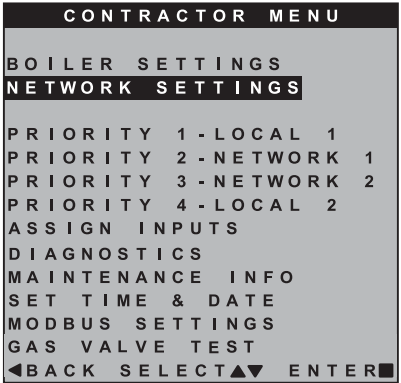 CONTRACTOR MENU
BOILER SETTINGS
NETWORK SETTINGS
PRIORITY 1-LOCAL 1
PRIORITY 2-NETWORK 1
PRIORITY 3-NETWORK 2
PRIORITY 4-LOCAL 2
ASSIGN INPUTS
DIAGNOSTICS
MAINTENANCE INFO
SET TIME & DATE
MODBUS SETTINGS
GAS VALVE TEST
◀BACK SELECT▲▼ ENTER■